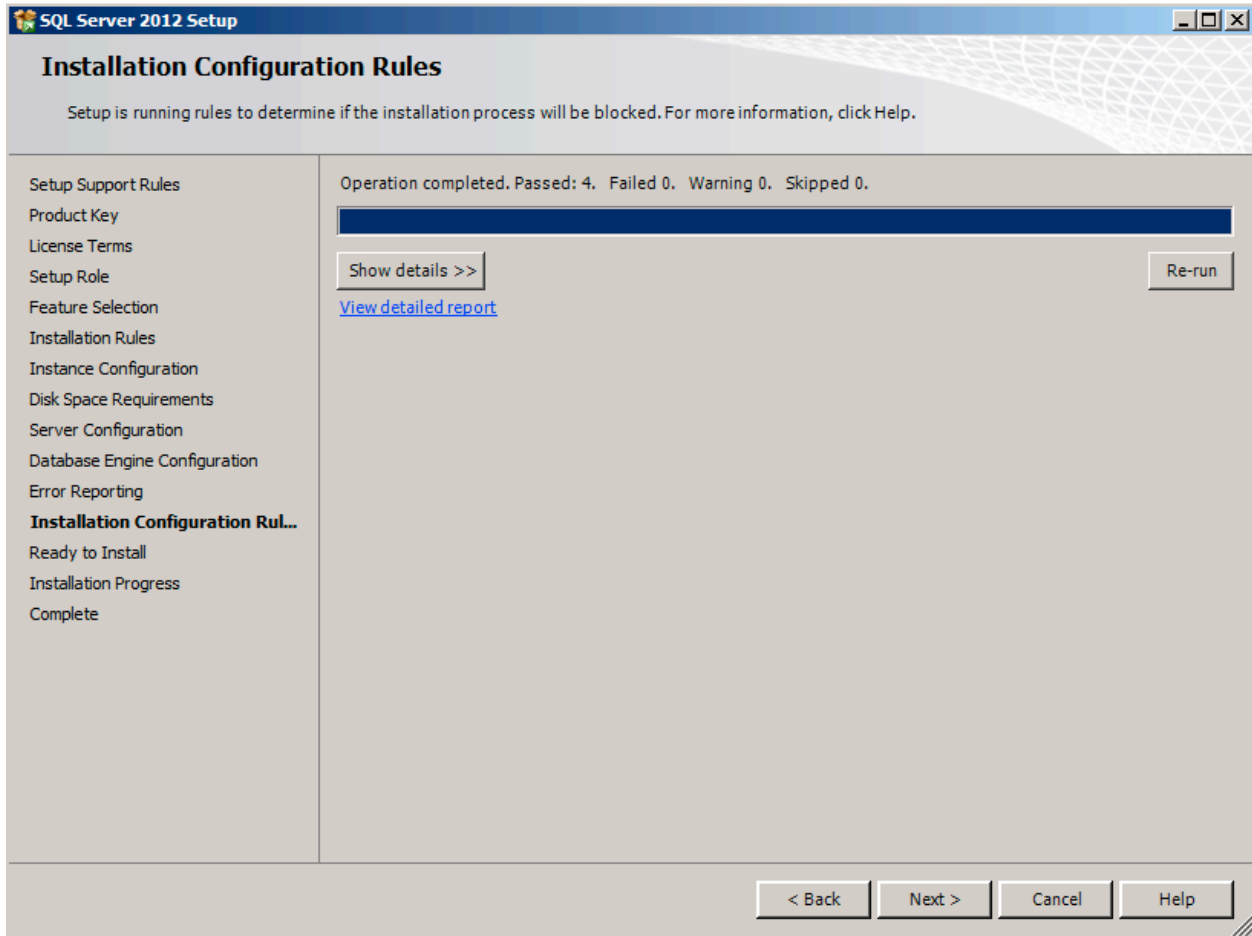 SQL Server 2012 Setup
Installation Configuration Rules
Setup is running rules to determine if the installation process will be blocked. For more information, click Help.
Setup Support Rules
Product Key
License Terms
Setup Role
Feature Selection
Installation Rules
Instance Configuration
Disk Space Requirements
Server Configuration
Database Engine Configuration
Error Reporting
Installation Configuration Rul...
Ready to Install
Installation Progress
Complete
Operation completed. Passed: 4. Failed 0. Warning 0. Skipped 0.
Show details >>
Re-run
View detailed report
< Back
Next >
Cancel
Help